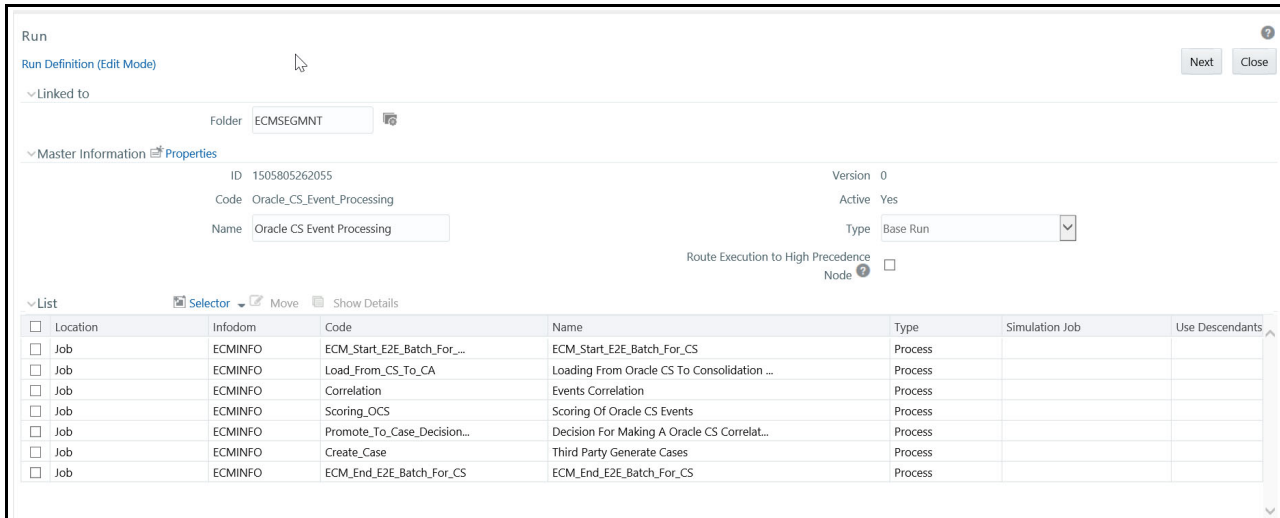 Run
Run Definition (Edit Mode)
Next Close
Linked to
Folder ECMSEGMNT
Master Information Properties
ID 1505805262055 Version 0
Code Oracle_CS_Event_Processing Active Yes
Name Oracle CS Event Processing Type Base Run
Route Execution to High Precedence
Node
List Selector Move Show Details
Location Infodom Code Name Type Simulation Job Use Descendants
Job ECMINFO ECM_Start_E2E_Batch_For_... ECM_Start_E2E_Batch_For_CS Process
Job ECMINFO Load_From_CS_To_CA Loading From Oracle CS To Consolidation ... Process
Job ECMINFO Correlation Events Correlation Process
Job ECMINFO Scoring_OCS Scoring Of Oracle CS Events Process
Job ECMINFO Promote_To_Case_Decision... Decision For Making A Oracle CS Correlat... Process
Job ECMINFO Create_Case Third Party Generate Cases Process
Job ECMINFO ECM_End_E2E_Batch_For_CS ECM_End_E2E_Batch_For_CS Process